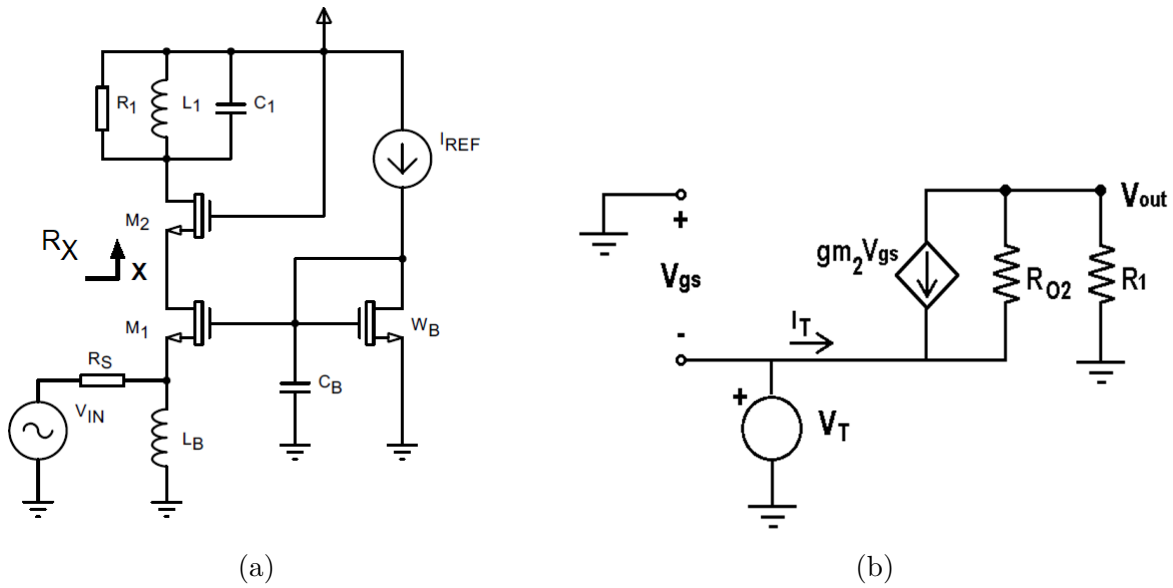 R1
L1
C1
IREF
M2
RX
X
M1
WB
RS
CB
VIN
LB
(a)
+
Vgs
-
gm2Vgs
IT
+
VT
RO2
R1
Vout
(b)